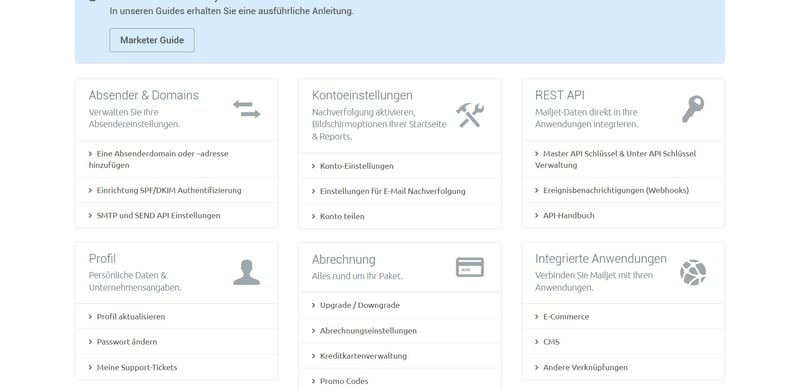 In unseren Guides erhalten Sie eine ausführliche Anleitung.
Marketer Guide
Absender & Domains
Verwalten Sie Ihre
Absendereinstellungen.
Eine Absenderdomain oder –adresse
hinzufügen
Einrichtung SPF/DKIM Authentifizierung
SMTP und SEND API Einstellungen
Kontoeinstellungen
Nachverfolgung aktivieren,
Bildschirmoptionen Ihrer Startseite
& Reports.
Konto-Einstellungen
Einstellungen für E-Mail Nachverfolgung
Konto teilen
REST API
Mailjet-Daten direkt in Ihre
Anwendungen integrieren.
Master API Schlüssel & Unter API Schlüssel
Verwaltung
Ereignisbenachrichtigungen (Webhooks)
API-Handbuch
Profil
Persönliche Daten &
Unternehmensangaben.
Profil aktualisieren
Passwort ändern
Meine Support-Tickets
Abrechnung
Alles rund um Ihr Paket.
Upgrade / Downgrade
Abrechnungseinstellungen
Kreditkartenverwaltung
Promo Codes
Integrierte Anwendungen
Verbinden Sie Mailjet mit Ihren
Anwendungen.
E-Commerce
CMS
Andere Verknüpfungen